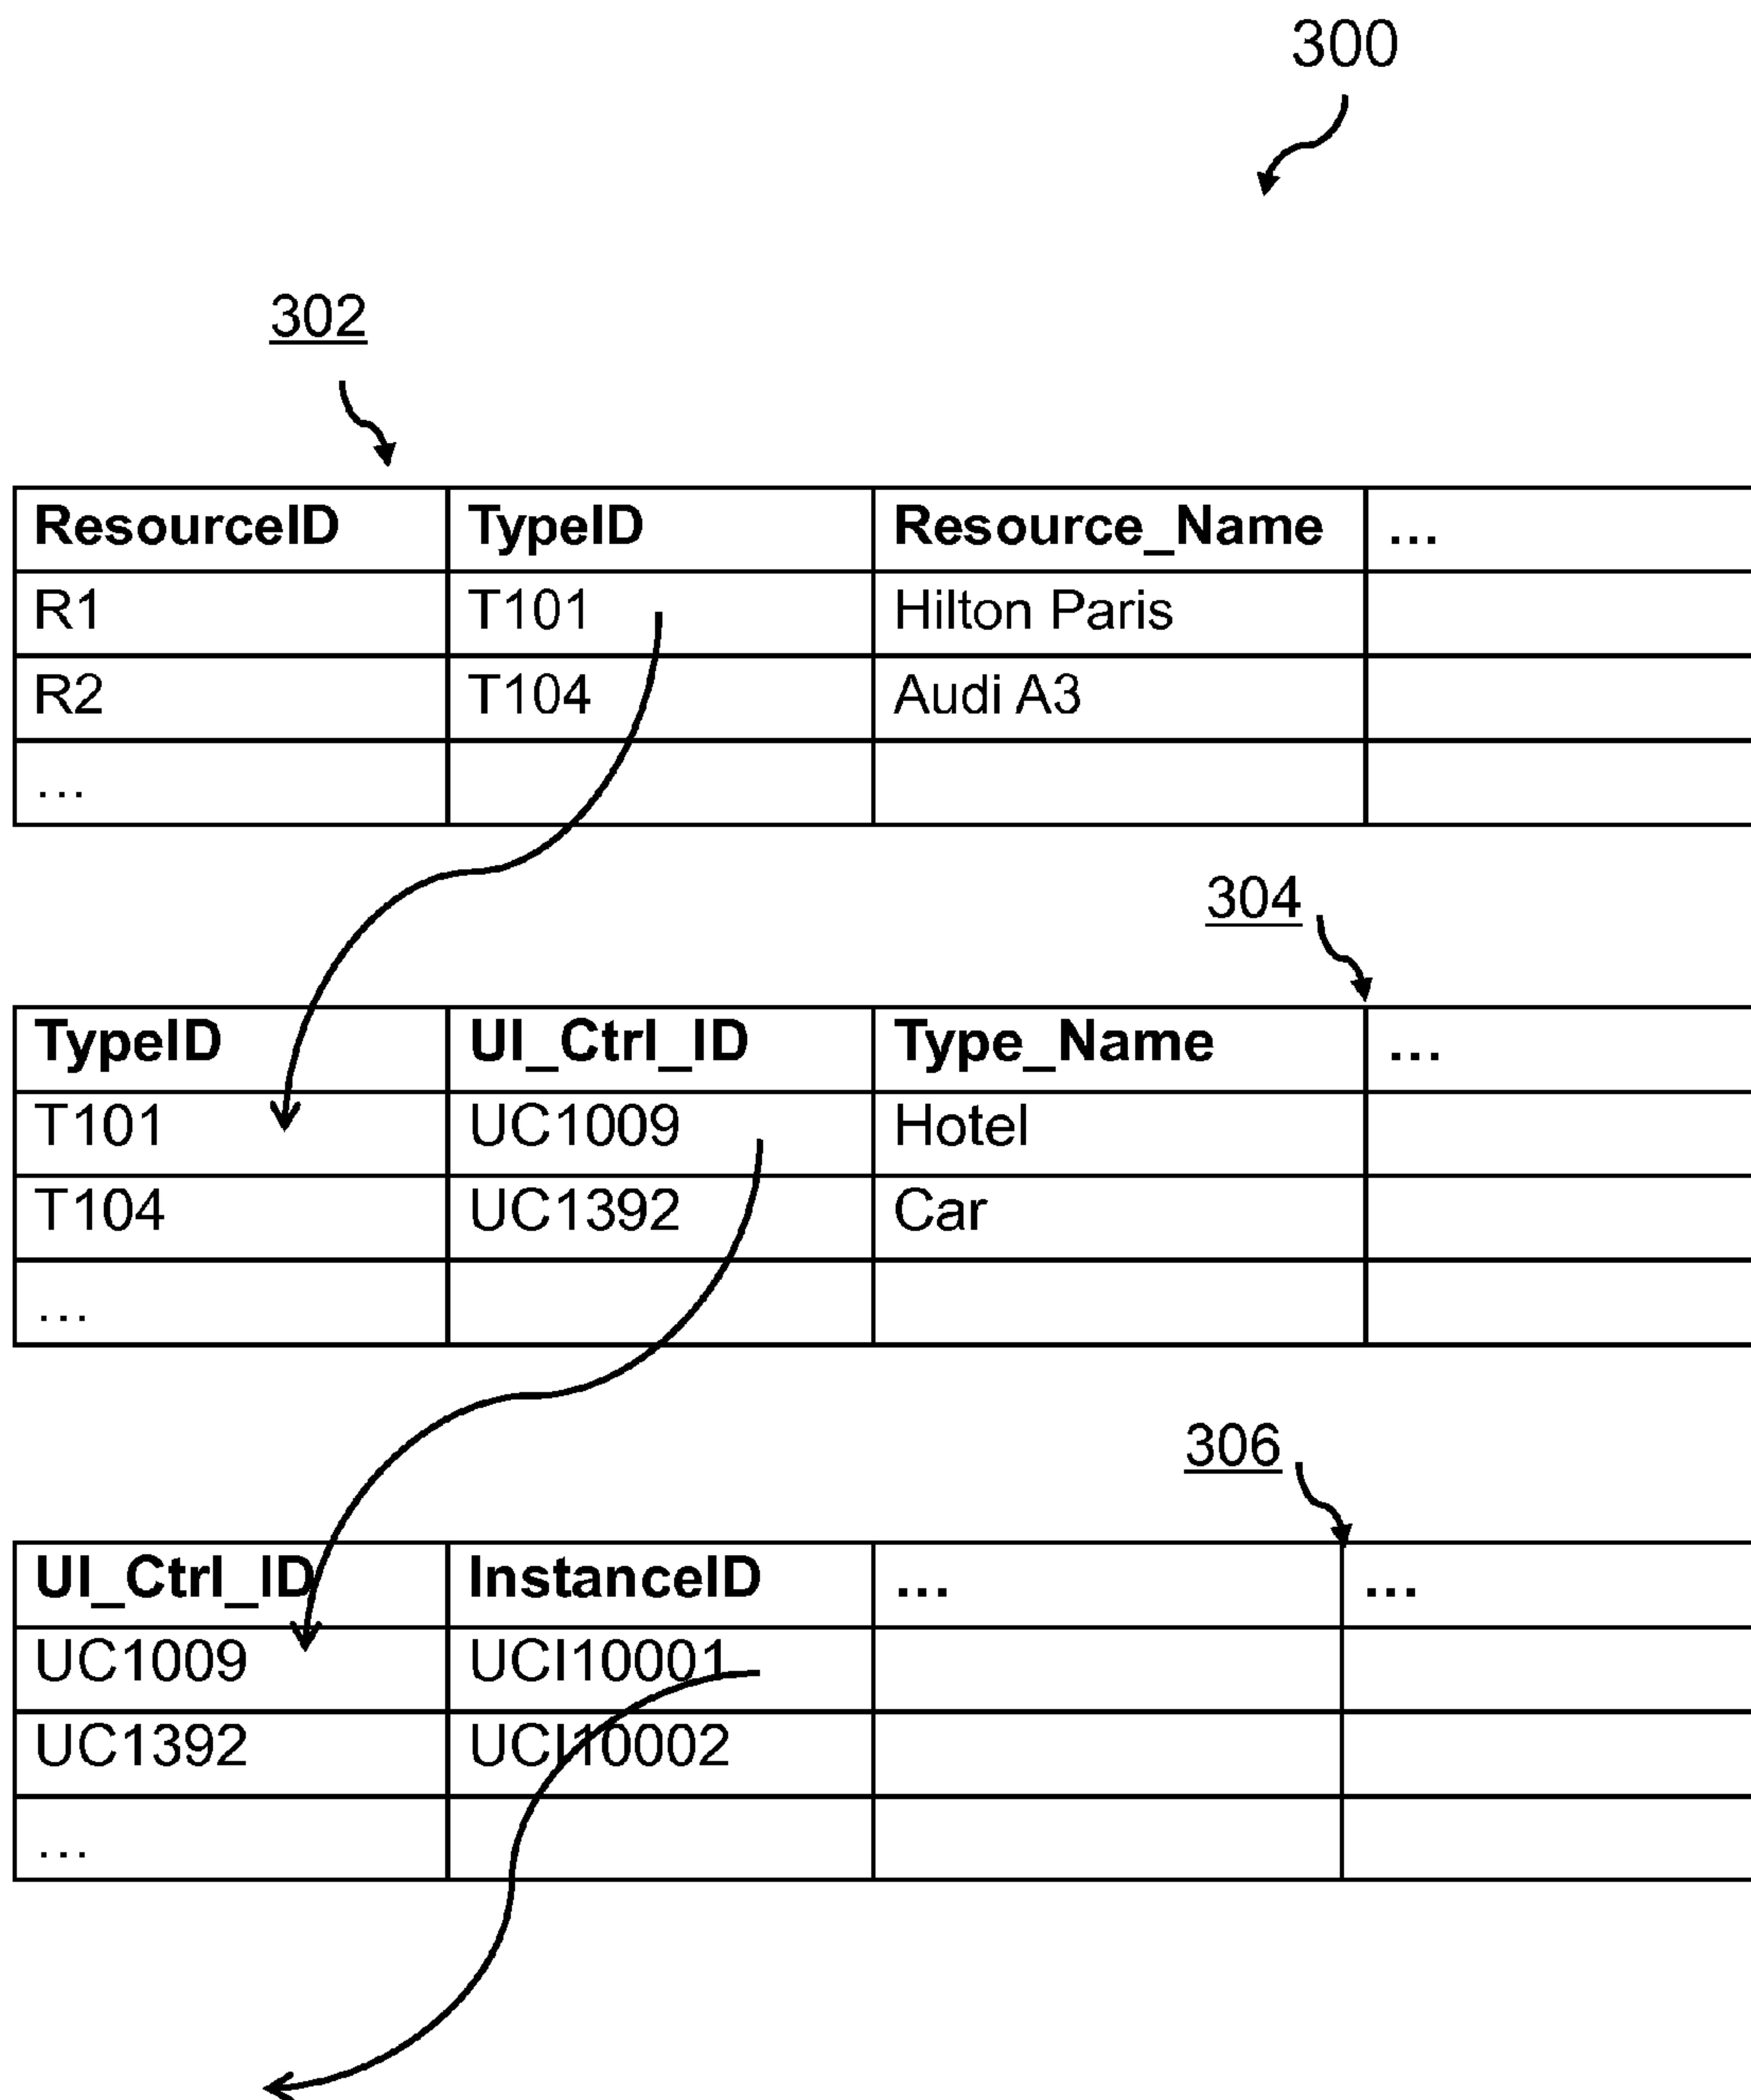 300
302
ResourceID TypeID Resource_Name ...
R1 T101 Hilton Paris
R2 T104 Audi A3
...
304
TypeID UI_Ctrl_ID Type_Name ...
T101 UC1009 Hotel
T104 UC1392 Car
...
306
UI_Ctrl_ID InstanceID ... ...
UC1009 UCI10001
UC1392 UCI10002
...